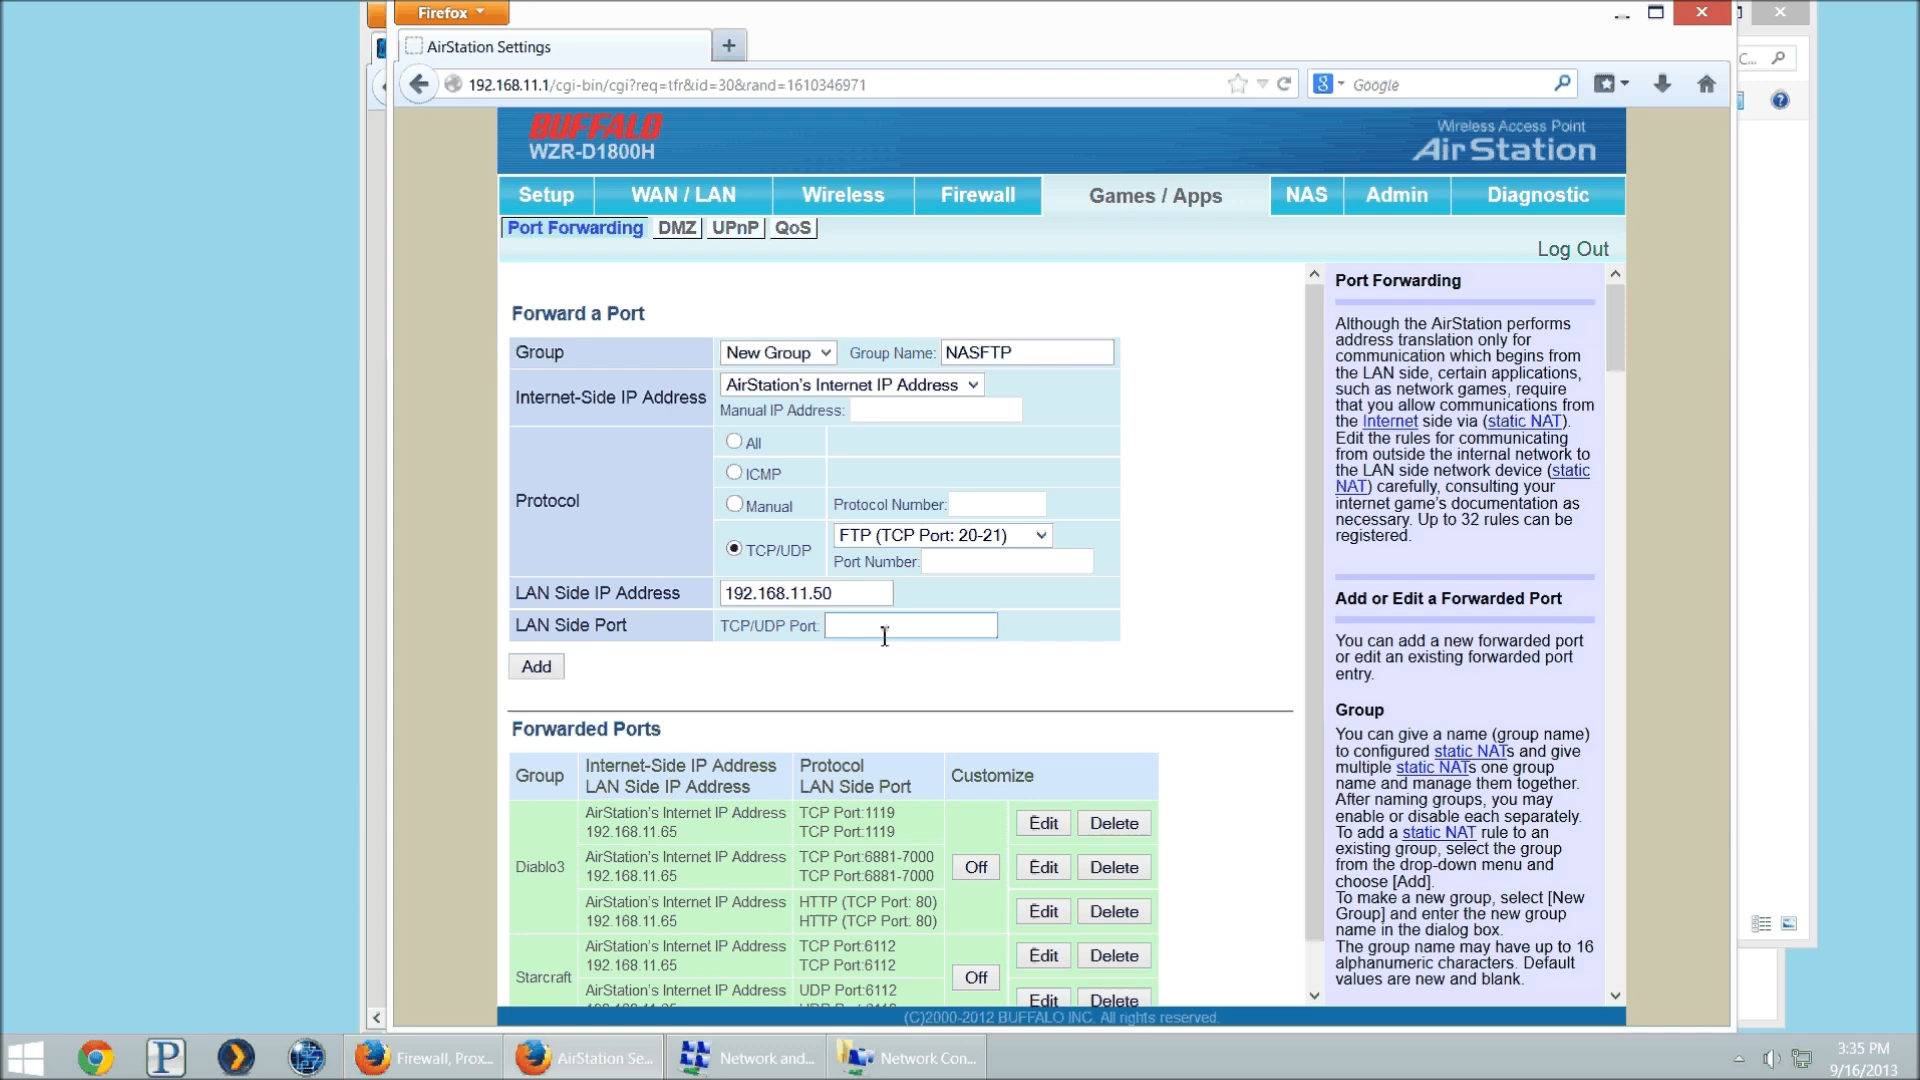 Firefox
AirStation Settings
192.168.11.1/cgi-bin/cgi?req=tfr&id=30&rand=1610346971
Google
C...
BUFFALO
WZR-D1800H
Wireless Access Point
AirStation
Setup
WAN / LAN
Wireless
Firewall
Games / Apps
NAS
Admin
Diagnostic
Port Forwarding
DMZ
UPnP
QoS
Log Out
Forward a Port
Group
New Group
Group Name:
NASFTP
Internet-Side IP Address
AirStation's Internet IP Address
Manual IP Address:
Protocol
All
ICMP
Manual
Protocol Number:
TCP/UDP
FTP (TCP Port: 20-21)
Port Number:
LAN Side IP Address
192.168.11.50
LAN Side Port
TCP/UDP Port:
Add
Forwarded Ports
Group
Internet-Side IP Address
LAN Side IP Address
Protocol
LAN Side Port
Customize
Diablo3
AirStation's Internet IP Address
192.168.11.65
TCP Port:1119
TCP Port:1119
Edit
Delete
AirStation's Internet IP Address
192.168.11.65
TCP Port:6881-7000
TCP Port:6881-7000
Off
Edit
Delete
AirStation's Internet IP Address
192.168.11.65
HTTP (TCP Port: 80)
HTTP (TCP Port: 80)
Edit
Delete
Starcraft
AirStation's Internet IP Address
192.168.11.65
TCP Port:6112
TCP Port:6112
Off
Edit
Delete
AirStation's Internet IP Address
UDP Port:6112
Edit
Delete
Port Forwarding
Although the AirStation performs
address translation only for
communication which begins from
the LAN side, certain applications,
such as network games, require
that you allow communications from
the Internet side via (static NAT).
Edit the rules for communicating
from outside the internal network to
the LAN side network device (static
NAT) carefully, consulting your
internet game's documentation as
necessary. Up to 32 rules can be
registered.
Add or Edit a Forwarded Port
You can add a new forwarded port
or edit an existing forwarded port
entry.
Group
You can give a name (group name)
to configured static NATs and give
multiple static NATs one group
name and manage them together.
After naming groups, you may
enable or disable each separately.
To add a static NAT rule to an
existing group, select the group
from the drop-down menu and
choose [Add].
To make a new group, select [New
Group] and enter the new group
name in the dialog box.
The group name may have up to 16
alphanumeric characters. Default
values are new and blank.
(C)2000-2012 BUFFALO INC. All rights reserved.
Firewall, Prox...
AirStation Se...
Network and...
Network Con...
3:35 PM
9/16/2013